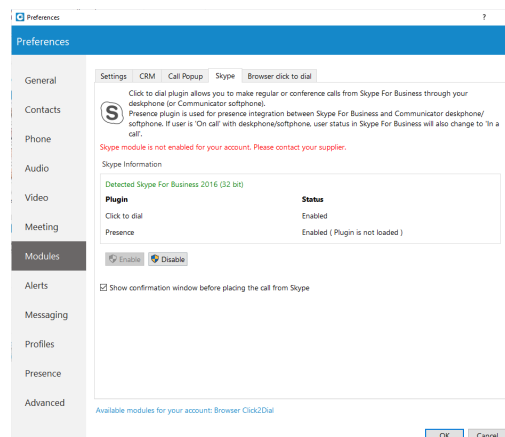 Preferences
?
Preferences
General
Contacts
Phone
Audio
Video
Meeting
Modules
Alerts
Messaging
Profiles
Presence
Advanced
Settings CRM Call Popup Skype Browser click to dial
Click to dial plugin allows you to make regular or conference calls from Skype For Business through your
deskphone (or Communicator softphone).
Presence plugin is used for presence integration between Skype For Business and Communicator deskphone/
softphone. If user is 'On call' with deskphone/softphone, user status in Skype For Business will also change to 'In a
call'.
Skype module is not enabled for your account. Please contact your supplier.
Skype Information
Detected Skype For Business 2016 (32 bit)
Plugin Status
Click to dial Enabled
Presence Enabled ( Plugin is not loaded )
Enable Disable
Show confirmation window before placing the call from Skype
Available modules for your account: Browser Click2Dial
OK Cancel